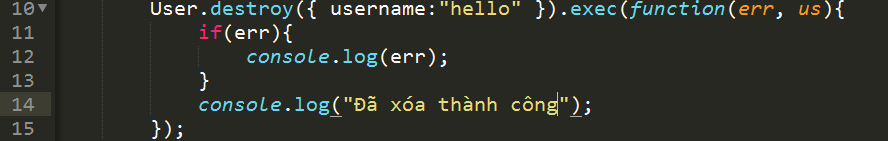 10 User.destroy({ username:"hello" }).exec(function(err, us){
11 if(err){
12 console.log(err);
13 }
14 console.log("Đã xóa thành công");
15 });